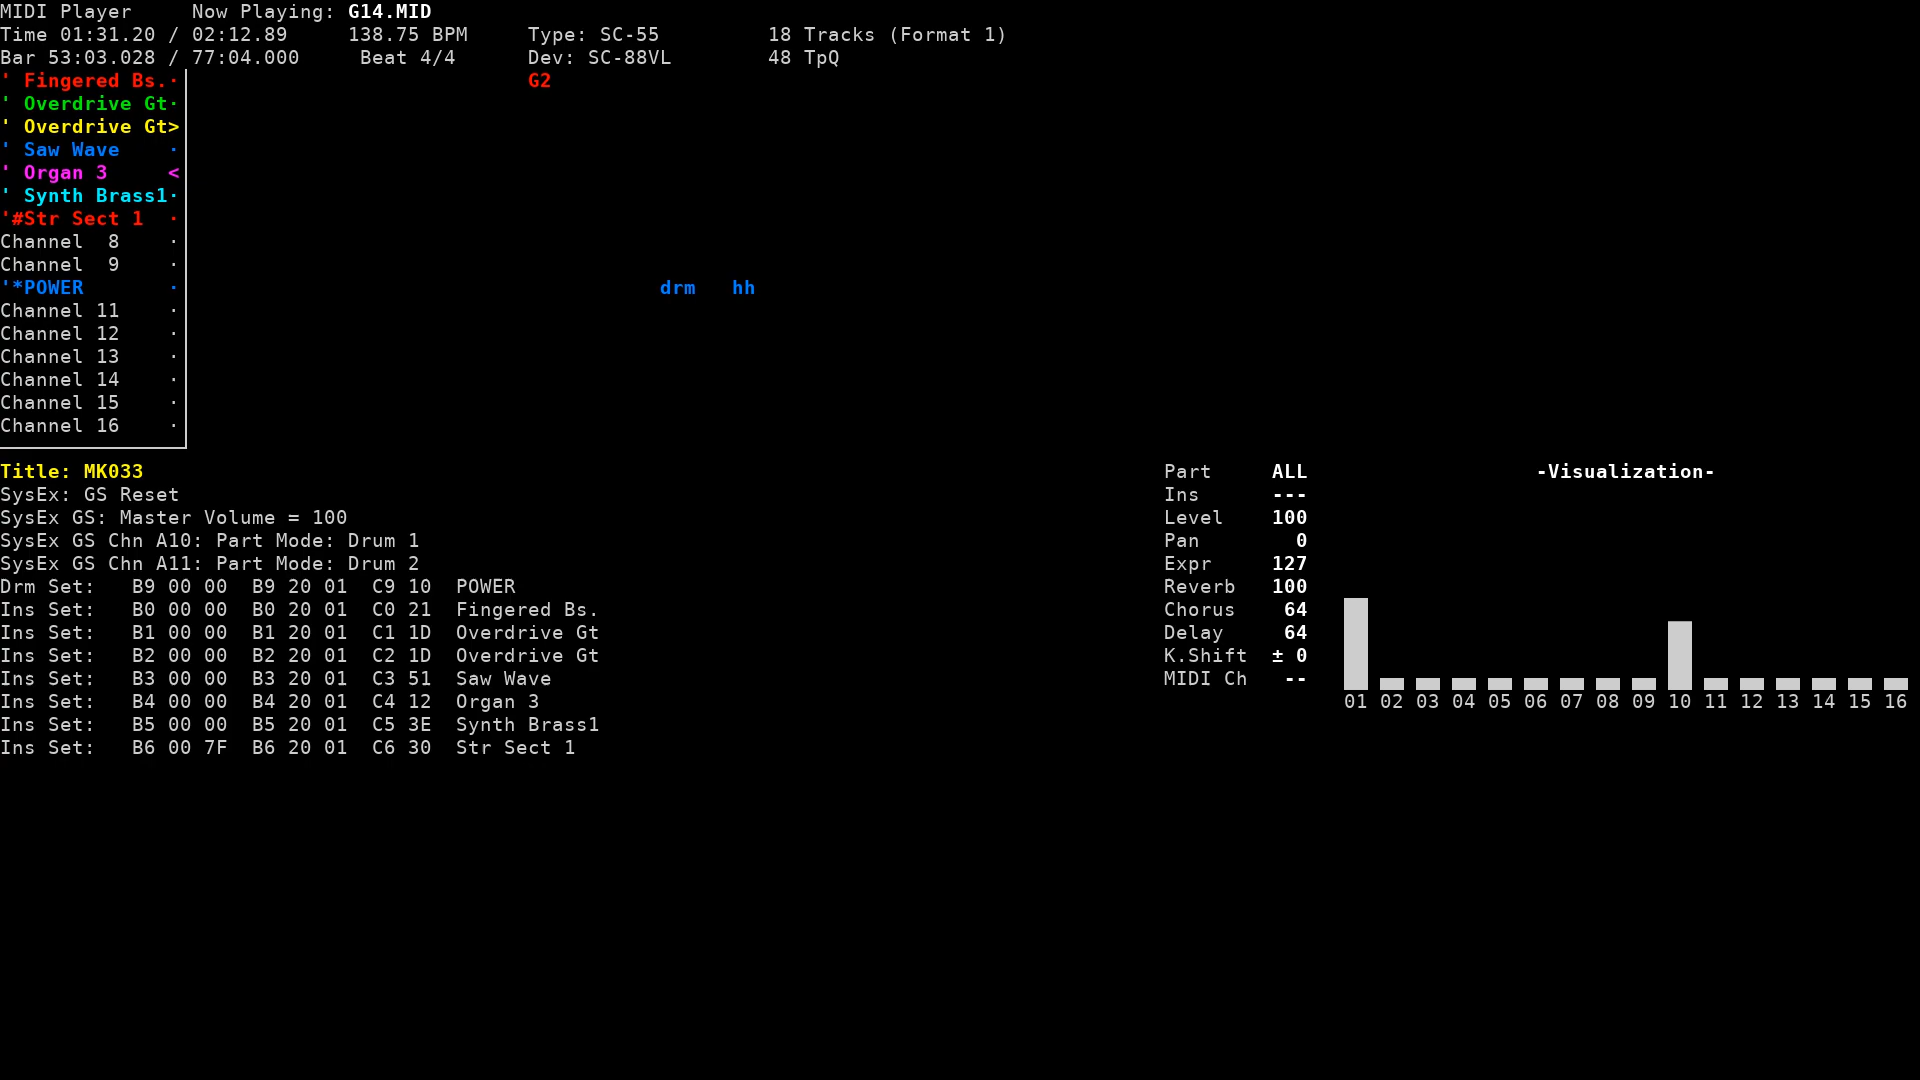 MIDI Player     Now Playing: G14.MID
Time 01:31.20 / 02:12.89     138.75 BPM     Type: SC-55         18 Tracks (Format 1)
Bar 53:03.028 / 77:04.000     Beat 4/4      Dev: SC-88VL        48 TpQ
' Fingered Bs.·     G2
' Overdrive Gt·
' Overdrive Gt>
' Saw Wave    ·
' Organ 3     <
' Synth Brass1·
'#Str Sect 1  ·
Channel  8    ·
Channel  9    ·
'*POWER       ·     drm   hh
Channel 11    ·
Channel 12    ·
Channel 13    ·
Channel 14    ·
Channel 15    ·
Channel 16    ·
Title: MK033
SysEx: GS Reset
SysEx GS: Master Volume = 100
SysEx GS Chn A10: Part Mode: Drum 1
SysEx GS Chn A11: Part Mode: Drum 2
Drm Set:   B9 00 00  B9 20 01  C9 10  POWER
Ins Set:   B0 00 00  B0 20 01  C0 21  Fingered Bs.
Ins Set:   B1 00 00  B1 20 01  C1 1D  Overdrive Gt
Ins Set:   B2 00 00  B2 20 01  C2 1D  Overdrive Gt
Ins Set:   B3 00 00  B3 20 01  C3 51  Saw Wave
Ins Set:   B4 00 00  B4 20 01  C4 12  Organ 3
Ins Set:   B5 00 00  B5 20 01  C5 3E  Synth Brass1
Ins Set:   B6 00 7F  B6 20 01  C6 30  Str Sect 1
Part     ALL
Ins      ---
Level    100
Pan        0
Expr     127
Reverb   100
Chorus    64
Delay     64
K.Shift  ± 0
MIDI Ch   --
-Visualization-
01 02 03 04 05 06 07 08 09 10 11 12 13 14 15 16